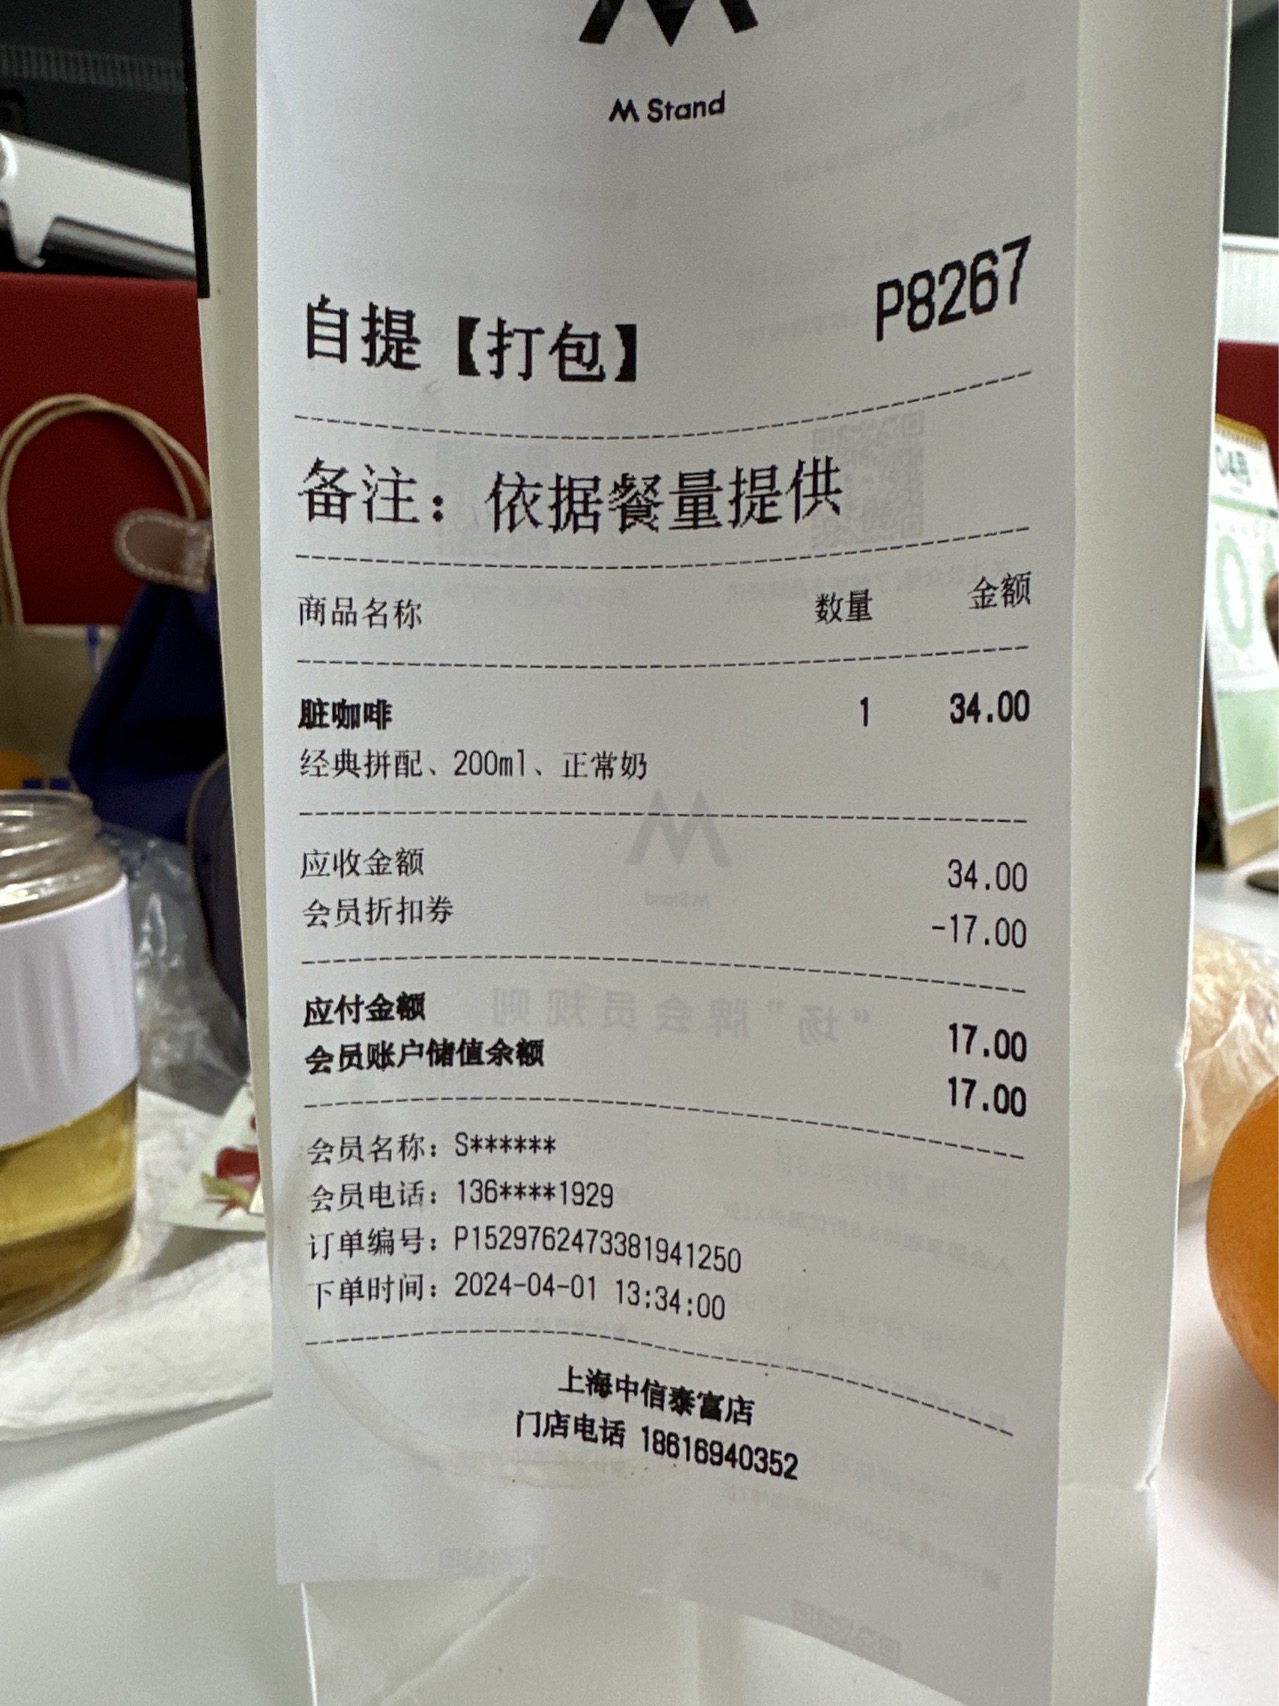 M Stand
自提【打包】 P8267
备注：依据餐量提供
商品名称 数量 金额
脏咖啡 1 34.00
经典拼配、200ml、正常奶
应收金额 34.00
会员折扣券 -17.00
应付金额 17.00
会员账户储值余额 17.00
会员名称：S******
会员电话：136****1929
订单编号：P1529762473381941250
下单时间：2024-04-01 13:34:00
上海中信泰富店
门店电话 18616940352